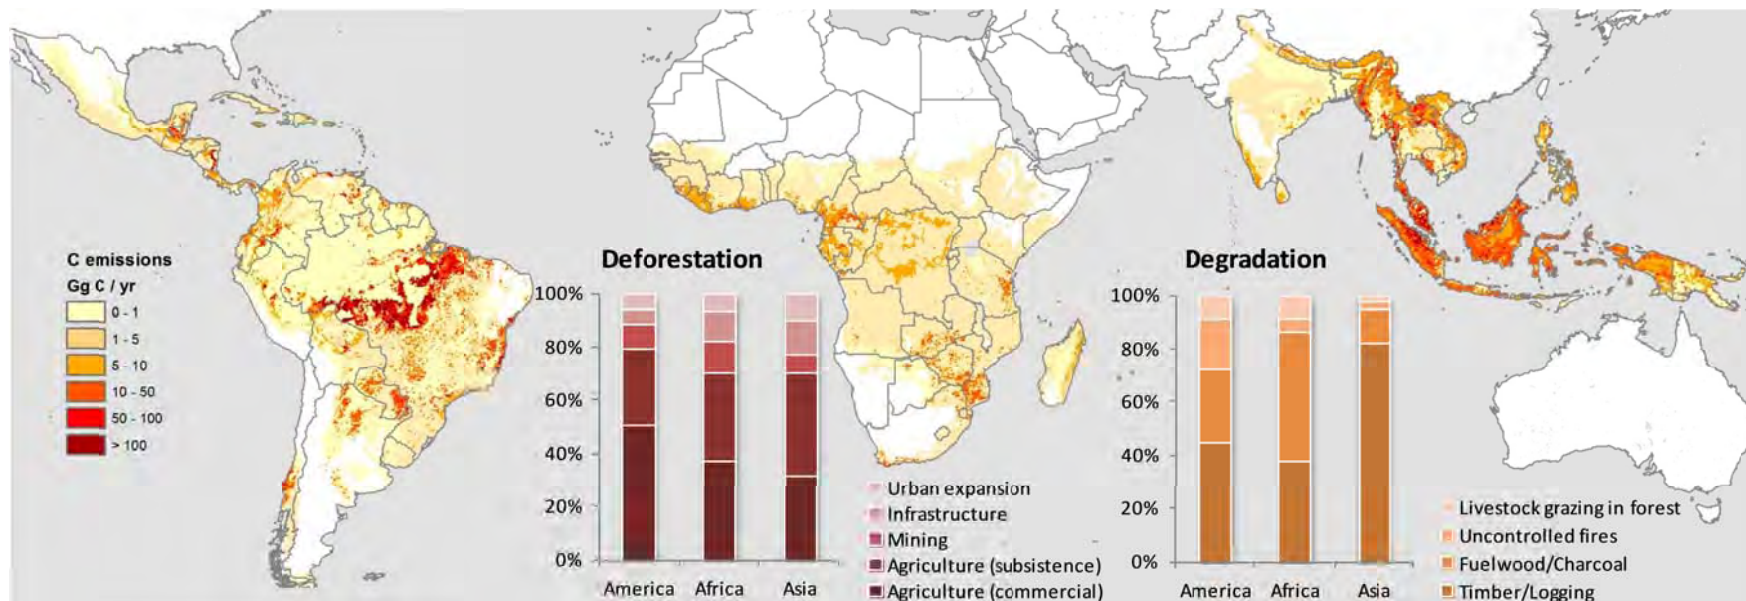 C emissions
Gg C / yr
0 - 1
1 - 5
5 - 10
10 - 50
50 - 100
> 100
Deforestation
100%
80%
60%
40%
20%
0%
America
Africa
Asia
Urban expansion
Infrastructure
Mining
Agriculture (subsistence)
Agriculture (commercial)
Degradation
100%
80%
60%
40%
20%
0%
America
Africa
Asia
Livestock grazing in forest
Uncontrolled fires
Fuelwood/Charcoal
Timber/Logging